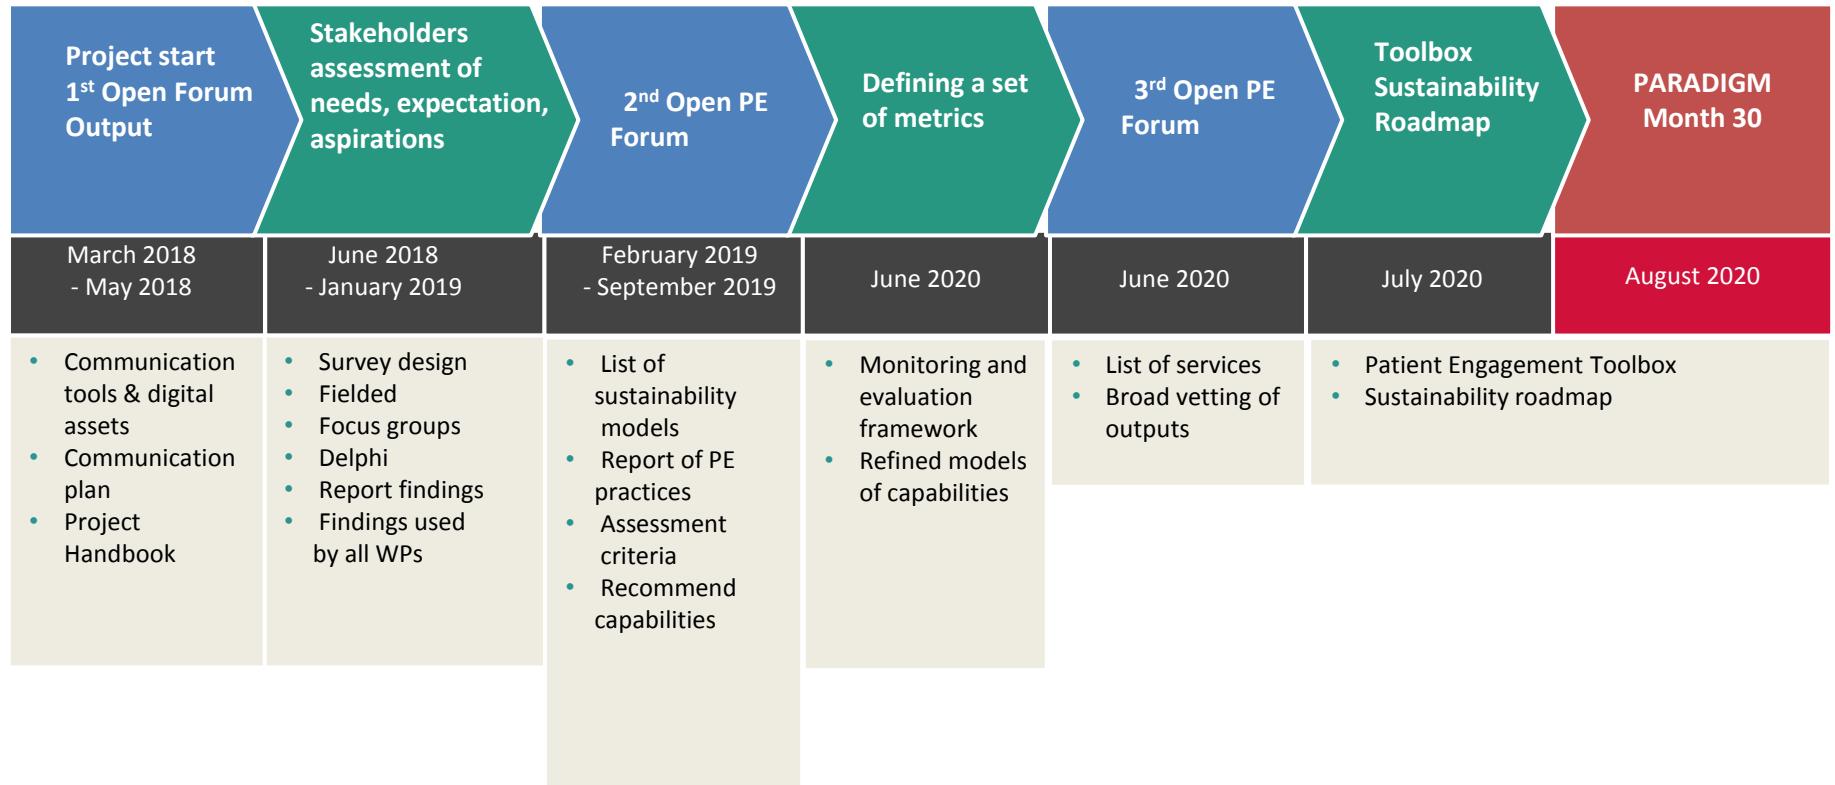 Project start
1st Open Forum
Output
Stakeholders
assessment of
needs, expectation,
aspirations
2nd Open PE
Forum
Defining a set
of metrics
3rd Open PE
Forum
Toolbox
Sustainability
Roadmap
PARADIGM
Month 30
March 2018
- May 2018
June 2018
- January 2019
February 2019
- September 2019
June 2020
June 2020
July 2020
August 2020
• Communication
tools & digital
assets
• Communication
plan
• Project
Handbook
• Survey design
• Fielded
• Focus groups
• Delphi
• Report findings
• Findings used
by all WPs
• List of
sustainability
models
• Report of PE
practices
• Assessment
criteria
• Recommend
capabilities
• Monitoring and
evaluation
framework
• Refined models
of capabilities
• List of services
• Broad vetting of
outputs
• Patient Engagement Toolbox
• Sustainability roadmap